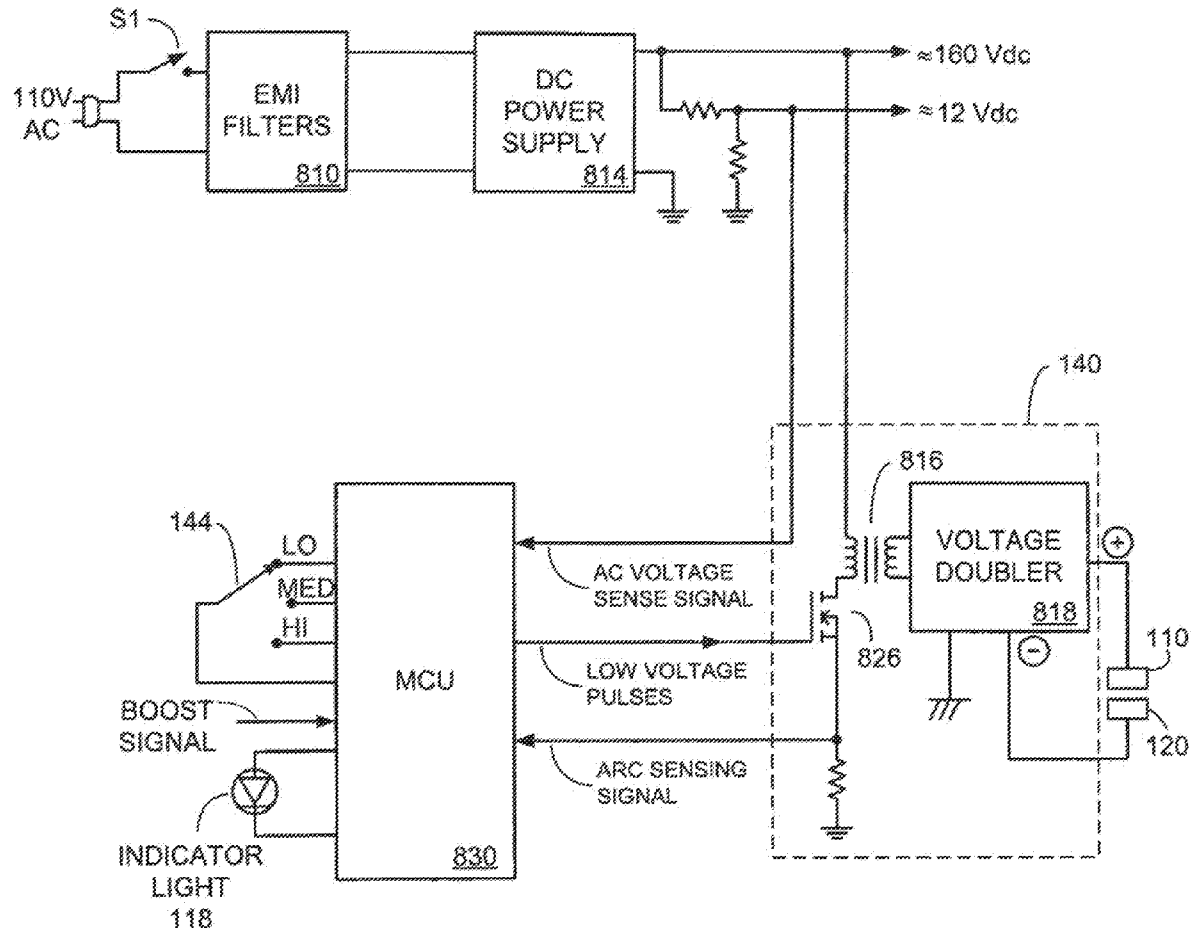 S1
110V
AC
EMI
FILTERS
810
DC
POWER
SUPPLY
814
≈160 Vdc
≈12 Vdc
140
816
144
LO
MED
HI
MCU
830
AC VOLTAGE
SENSE SIGNAL
LOW VOLTAGE
PULSES
ARC SENSING
SIGNAL
826
VOLTAGE
DOUBLER
818
+
−
110
120
BOOST
SIGNAL
INDICATOR
LIGHT
118